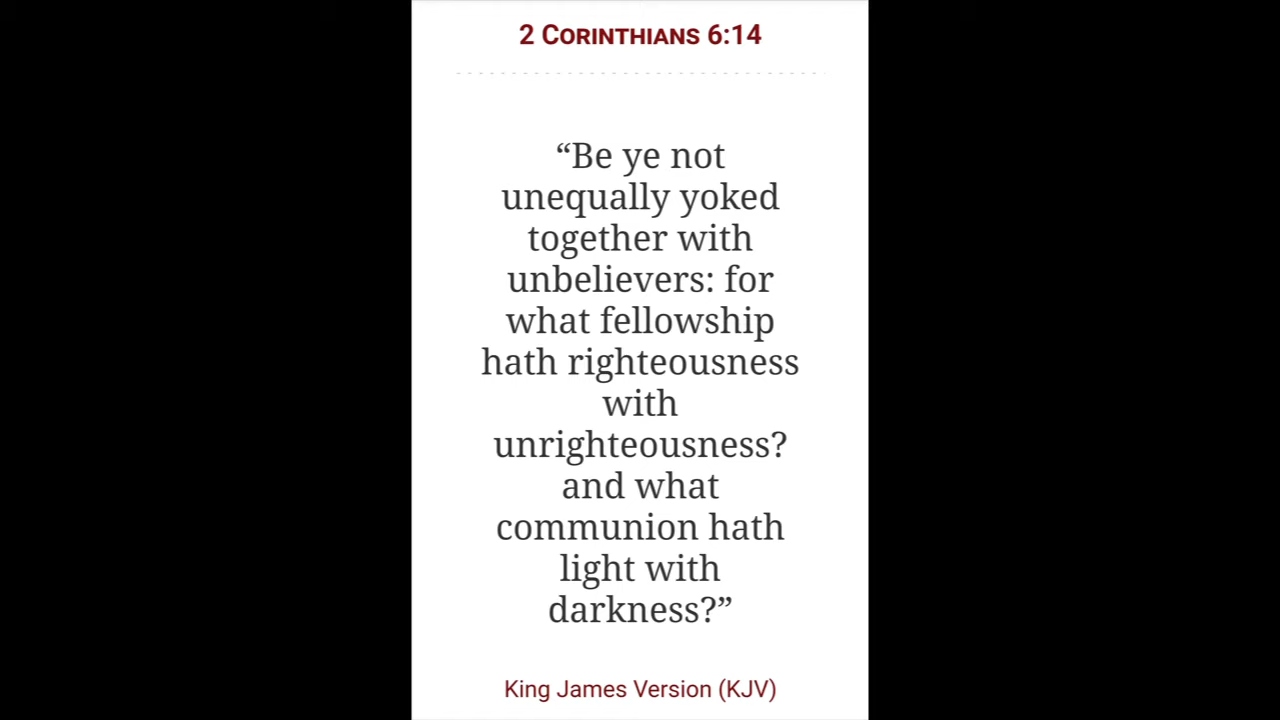 2 Corinthians 6:14
“Be ye not
unequally yoked
together with
unbelievers: for
what fellowship
hath righteousness
with
unrighteousness?
and what
communion hath
light with
darkness?”
King James Version (KJV)